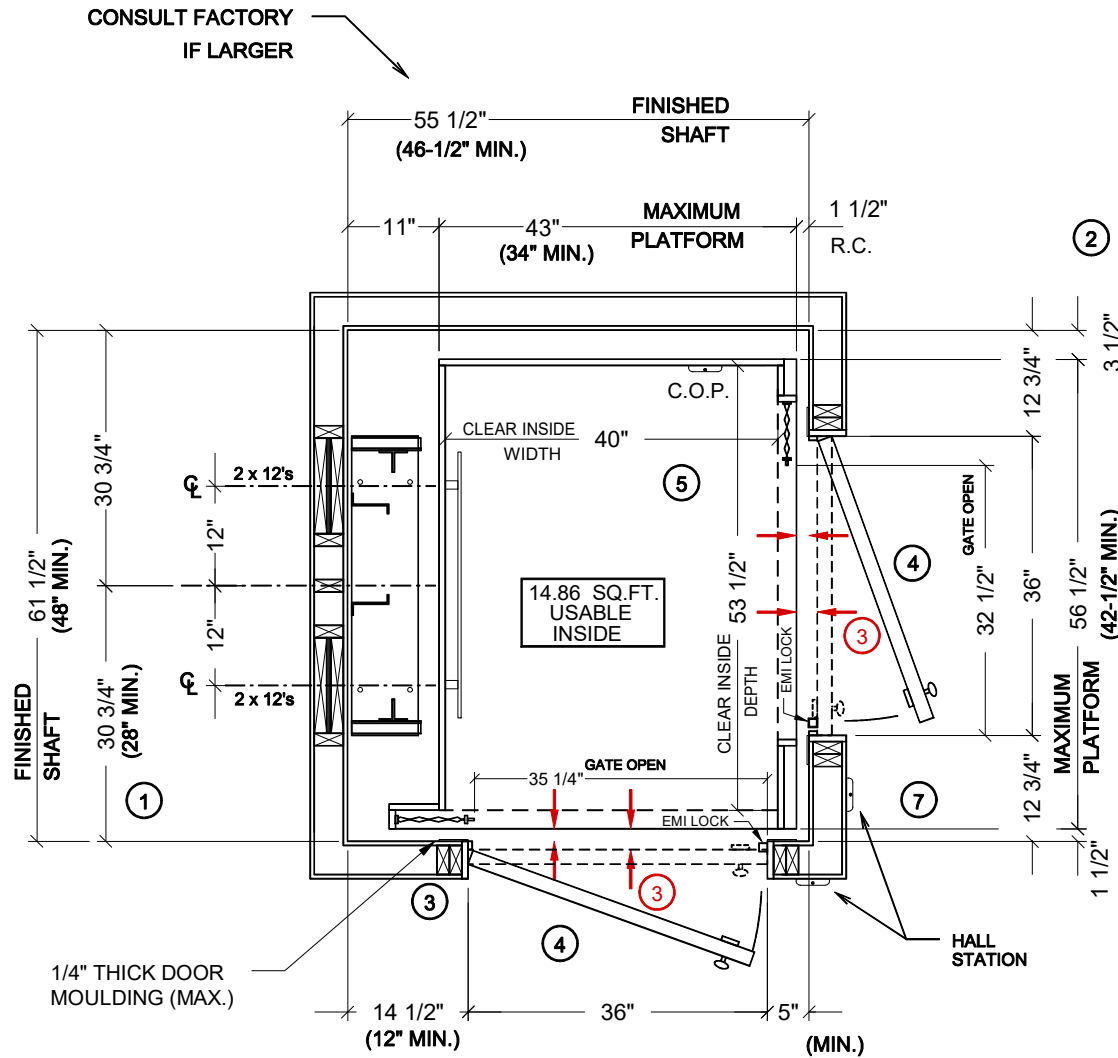 CONSULT FACTORY
IF LARGER
55 1/2"
(46-1/2" MIN.)
FINISHED
SHAFT
11"
43"
(34" MIN.)
MAXIMUM
PLATFORM
1 1/2"
R.C.
2
3 1/2"
12 3/4"
C.O.P.
CLEAR INSIDE
WIDTH
40"
5
30 3/4"
2 x 12's
12"
61 1/2"
(48" MIN.)
FINISHED
SHAFT
14.86 SQ.FT.
USABLE
INSIDE
53 1/2"
CLEAR INSIDE
DEPTH
EMI LOCK
3
4
GATE OPEN
32 1/2"
36"
56 1/2"
(42-1/2" MIN.)
MAXIMUM
PLATFORM
12"
2 x 12's
30 3/4"
(28" MIN.)
1
GATE OPEN
35 1/4"
EMI LOCK
7
12 3/4"
1 1/2"
3
3
4
HALL
STATION
1/4" THICK DOOR
MOULDING (MAX.)
14 1/2"
(12" MIN.)
36"
5"
(MIN.)
C
L
C
L